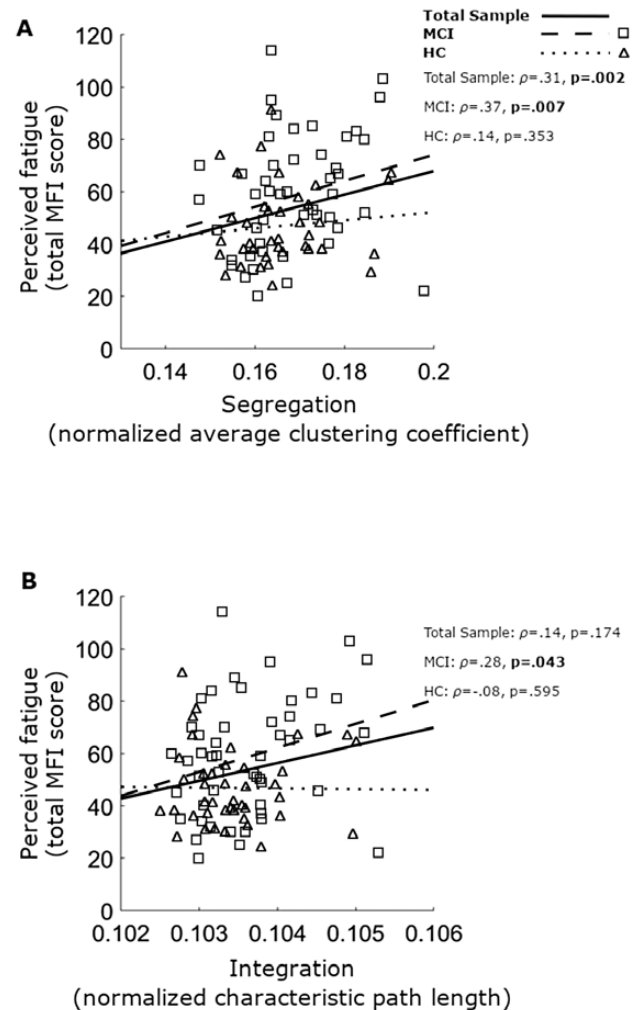 A
Total Sample
MCI
HC
Total Sample: ρ=.31, p=.002
MCI: ρ=.37, p=.007
HC: ρ=.14, p=.353
Perceived fatigue
(total MFI score)
120
100
80
60
40
20
0
0.14
0.16
0.18
0.2
Segregation
(normalized average clustering coefficient)
B
Total Sample: ρ=.14, p=.174
MCI: ρ=.28, p=.043
HC: ρ=-.08, p=.595
Perceived fatigue
(total MFI score)
120
100
80
60
40
20
0
0.102
0.103
0.104
0.105
0.106
Integration
(normalized characteristic path length)